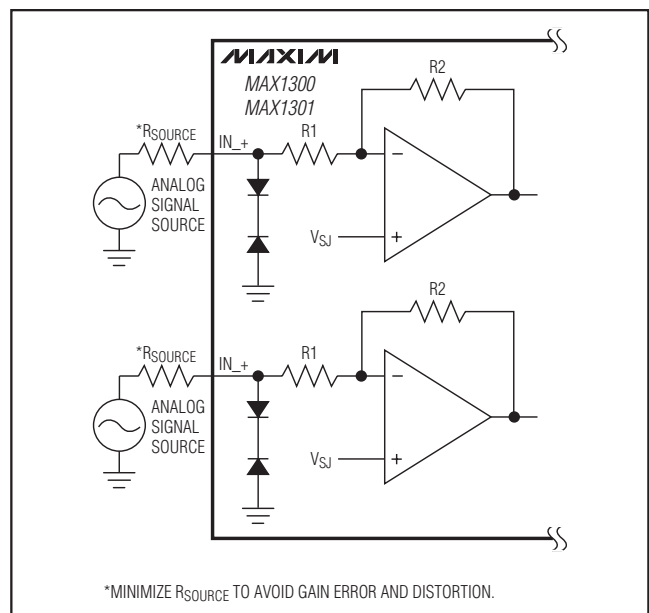 MAXIM
MAX1300
MAX1301
*RSOURCE
IN_+
R1
R2
ANALOG
SIGNAL
SOURCE
−
VSJ
+
*RSOURCE
IN_+
R1
R2
ANALOG
SIGNAL
SOURCE
−
VSJ
+
*MINIMIZE RSOURCE TO AVOID GAIN ERROR AND DISTORTION.